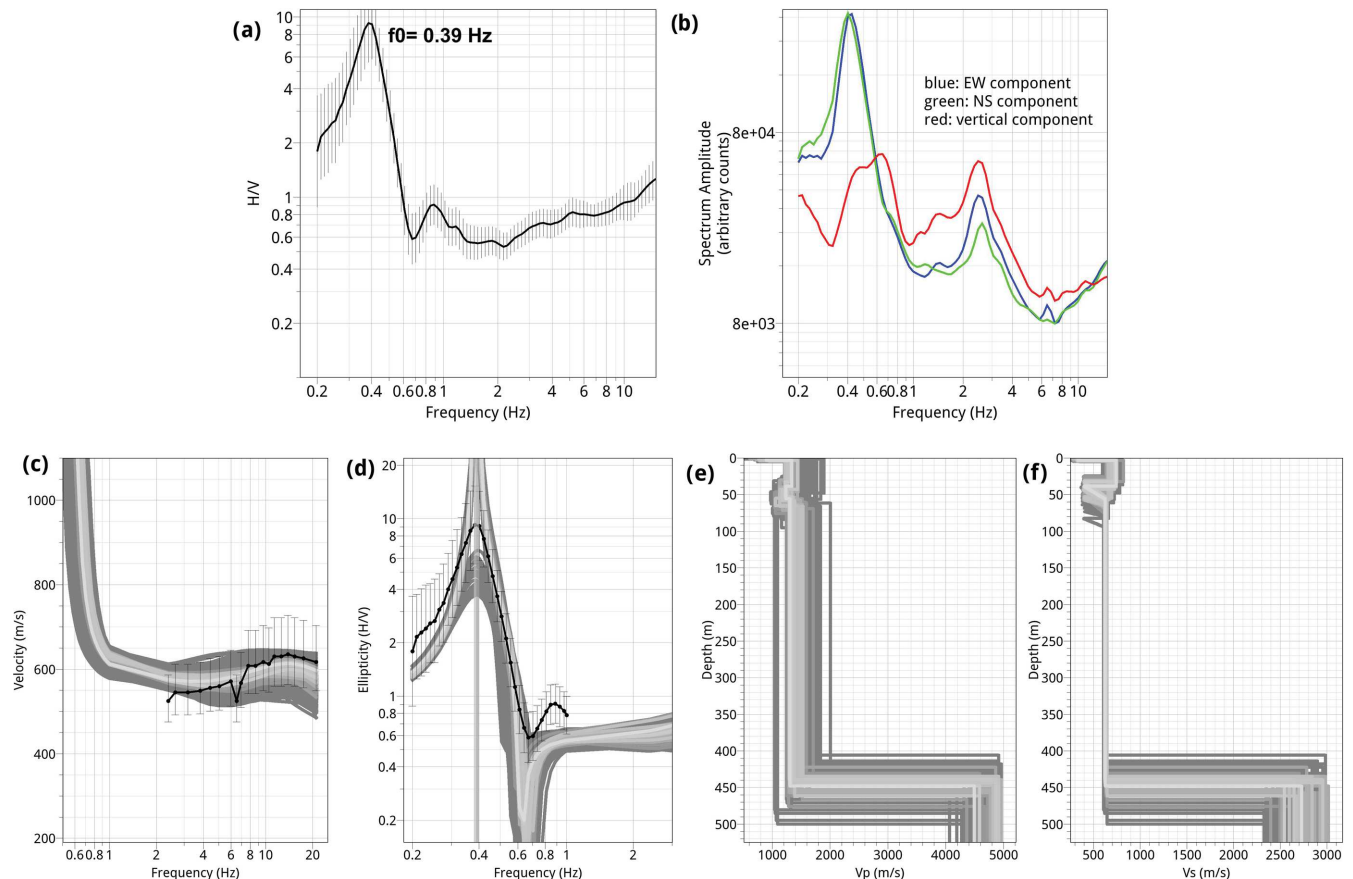 (a)
f0= 0.39 Hz
10
8
6
4
2
1
0.8
0.6
0.4
0.2
H/V
0.2 0.4 0.60.81 2 4 6 8 10
Frequency (Hz)
(b)
blue: EW component
green: NS component
red: vertical component
8e+04
8e+03
Spectrum Amplitude
(arbitrary counts)
0.2 0.4 0.60.81 2 4 6 8 10
Frequency (Hz)
(c)
1000
800
600
400
200
Velocity (m/s)
0.6 0.8 1 2 4 6 8 10 20
Frequency (Hz)
(d)
20
10
8
6
4
2
1
0.8
0.6
0.4
0.2
Ellipticity (H/V)
0.2 0.4 0.6 0.8 1 2
Frequency (Hz)
(e)
0
50
100
150
200
250
300
350
400
450
500
Depth (m)
1000 2000 3000 4000 5000
Vp (m/s)
(f)
0
50
100
150
200
250
300
350
400
450
500
Depth (m)
500 1000 1500 2000 2500 3000
Vs (m/s)